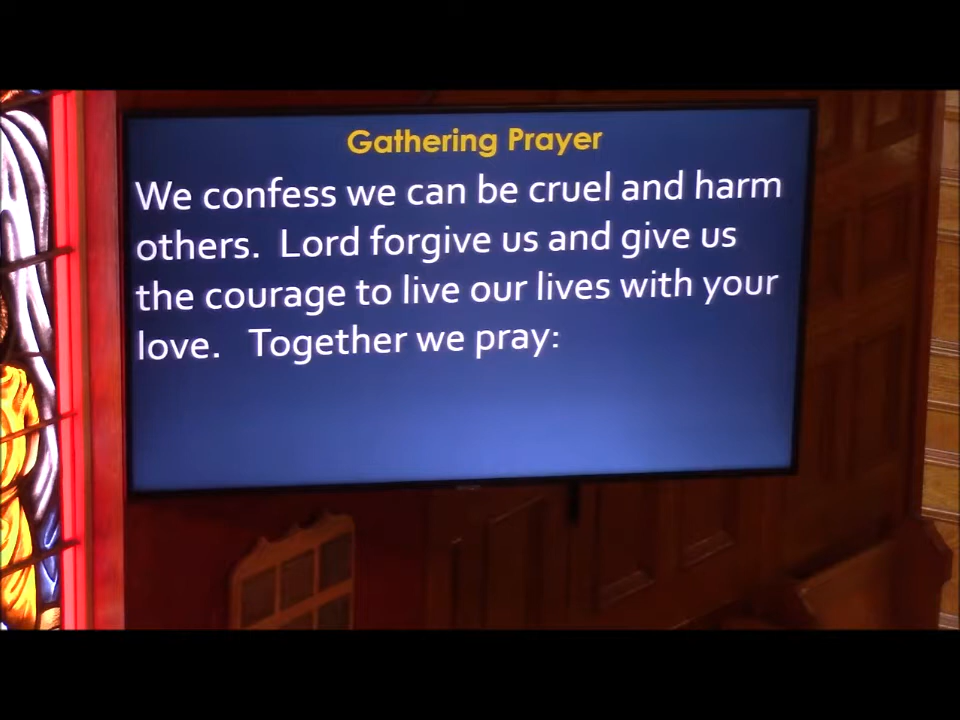 Gathering Prayer
We confess we can be cruel and harm
others. Lord forgive us and give us
the courage to live our lives with your
love. Together we pray: